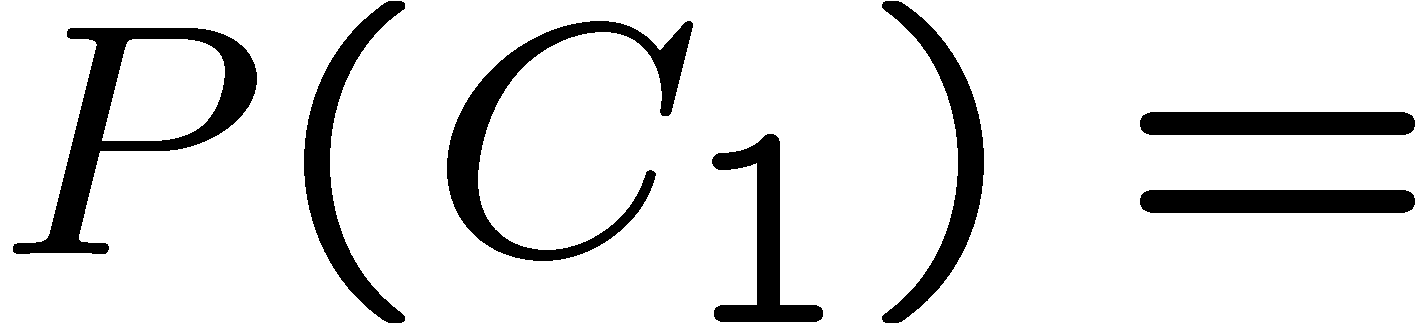 P(C₁) =